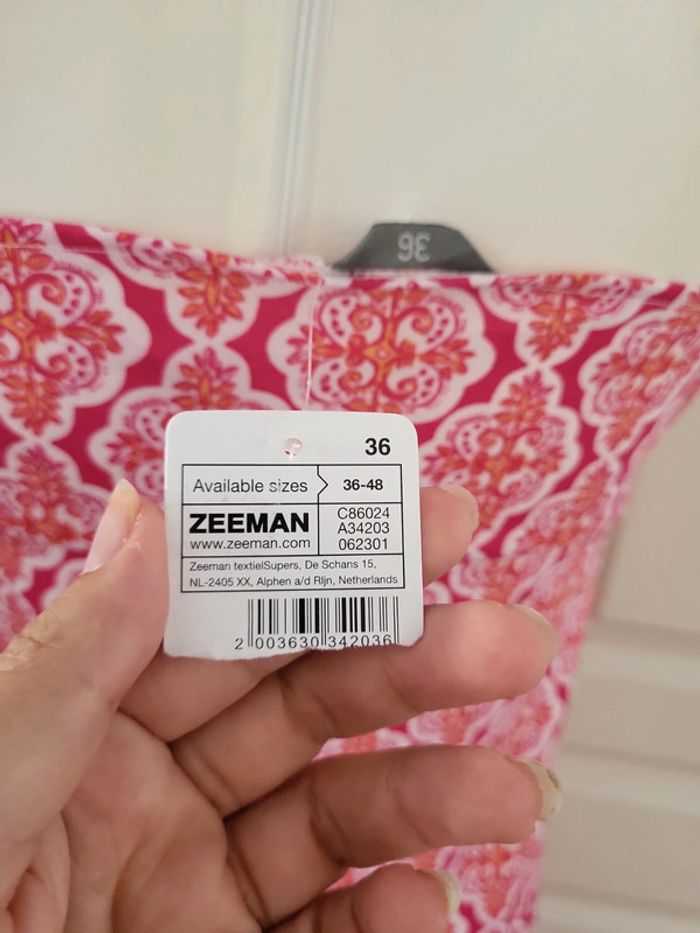 36
36
Available sizes 36-48
ZEEMAN
www.zeeman.com
C86024
A34203
062301
Zeeman textielSupers, De Schans 15,
NL-2405 XX, Alphen a/d RIjn, Netherlands
2 003630 342036